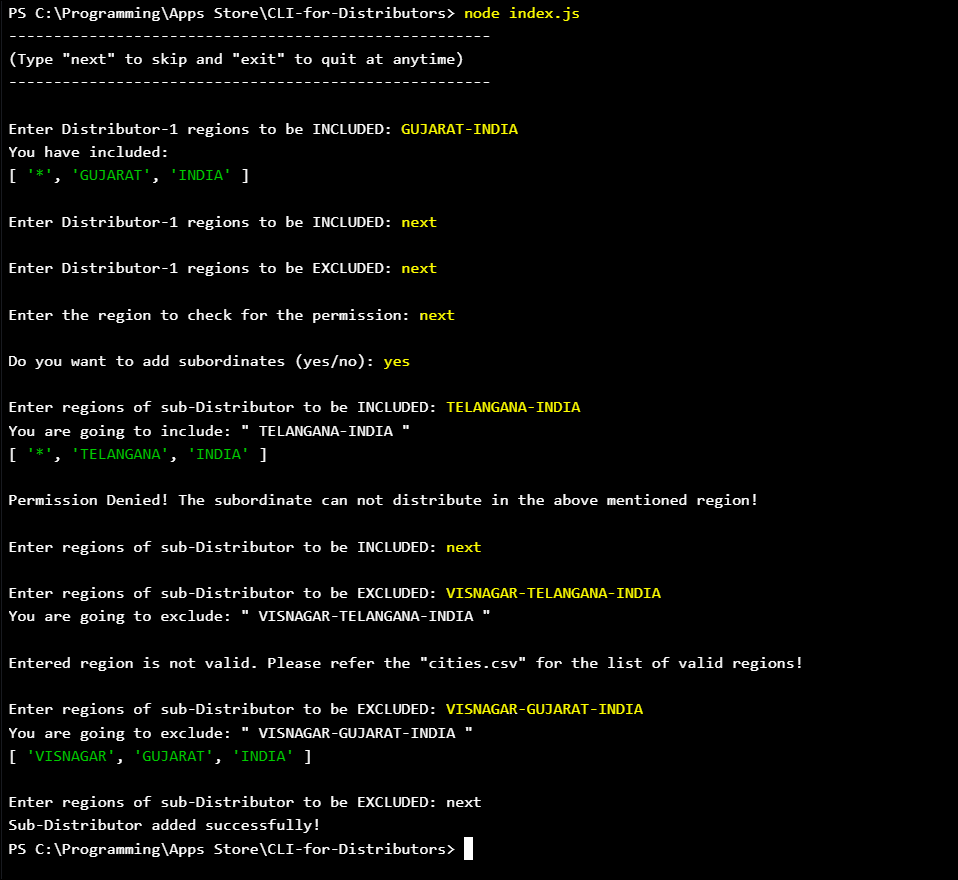 PS C:\Programming\Apps Store\CLI-for-Distributors> node index.js
------------------------------------------------------
(Type "next" to skip and "exit" to quit at anytime)
------------------------------------------------------
Enter Distributor-1 regions to be INCLUDED: GUJARAT-INDIA
You have included:
[ '*', 'GUJARAT', 'INDIA' ]
Enter Distributor-1 regions to be INCLUDED: next
Enter Distributor-1 regions to be EXCLUDED: next
Enter the region to check for the permission: next
Do you want to add subordinates (yes/no): yes
Enter regions of sub-Distributor to be INCLUDED: TELANGANA-INDIA
You are going to include: " TELANGANA-INDIA "
[ '*', 'TELANGANA', 'INDIA' ]
Permission Denied! The subordinate can not distribute in the above mentioned region!
Enter regions of sub-Distributor to be INCLUDED: next
Enter regions of sub-Distributor to be EXCLUDED: VISNAGAR-TELANGANA-INDIA
You are going to exclude: " VISNAGAR-TELANGANA-INDIA "
Entered region is not valid. Please refer the "cities.csv" for the list of valid regions!
Enter regions of sub-Distributor to be EXCLUDED: VISNAGAR-GUJARAT-INDIA
You are going to exclude: " VISNAGAR-GUJARAT-INDIA "
[ 'VISNAGAR', 'GUJARAT', 'INDIA' ]
Enter regions of sub-Distributor to be EXCLUDED: next
Sub-Distributor added successfully!
PS C:\Programming\Apps Store\CLI-for-Distributors>